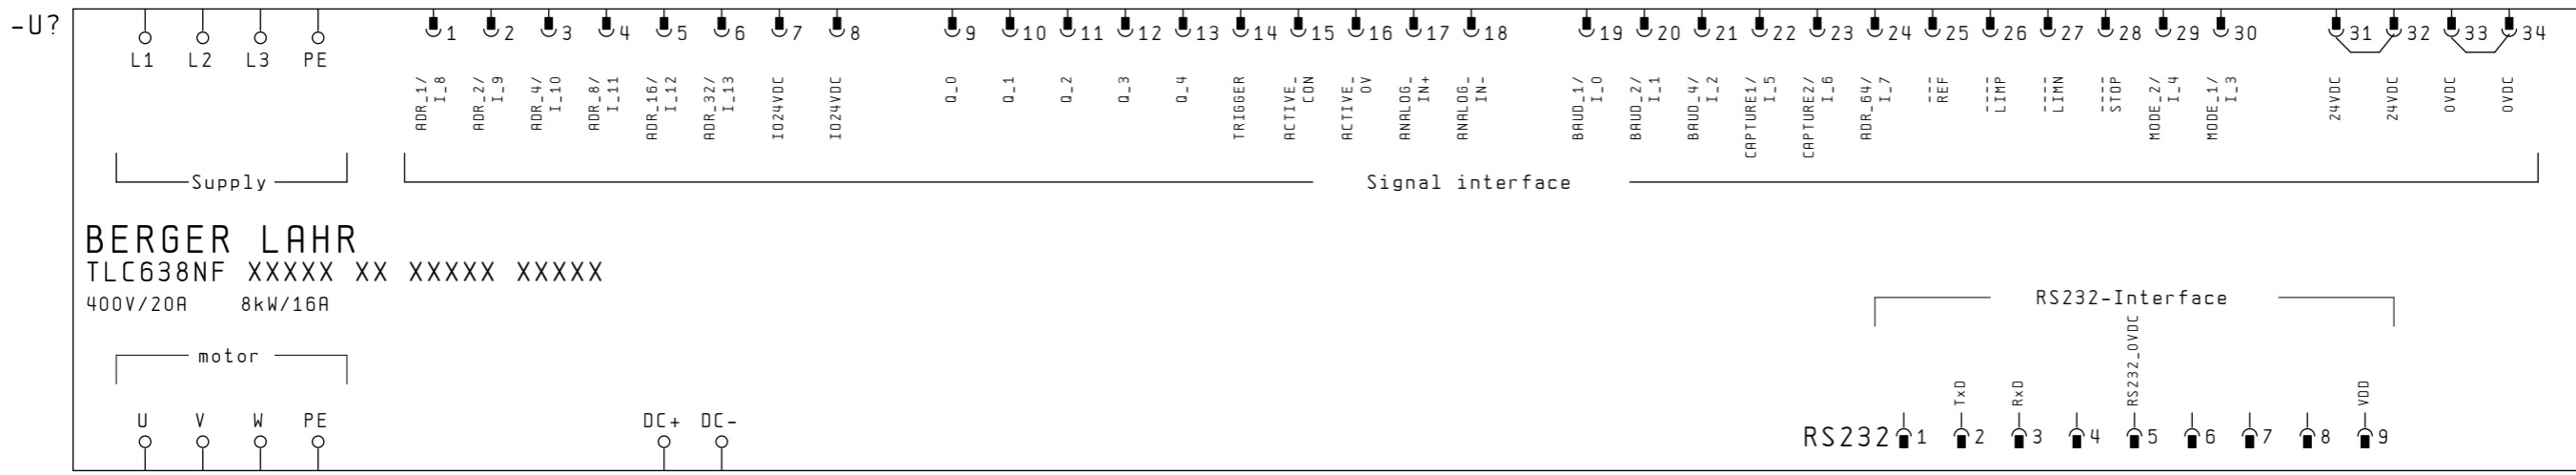 -U?
L1 L2 L3 PE
1 2 3 4 5 6 7 8 9 10 11 12 13 14 15 16 17 18 19 20 21 22 23 24 25 26 27 28 29 30 31 32 33 34
ADR_1/
I_8
ADR_2/
I_9
ADR_4/
I_10
ADR_8/
I_11
ADR_16/
I_12
ADR_32/
I_13
IO24VDC
IO24VDC
Q_0
Q_1
Q_2
Q_3
Q_4
TRIGGER
ACTIVE_
CON
ACTIVE_
0V
ANALOG_
IN+
ANALOG_
IN-
BAUD_1/
I_0
BAUD_2/
I_1
BAUD_4/
I_2
CAPTURE1/
I_5
CAPTURE2/
I_6
ADR_64/
I_7
---
REF
----
LIMP
----
LIMN
----
STOP
MODE_2/
I_4
MODE_1/
I_3
24VDC
24VDC
0VDC
0VDC
Supply
Signal interface
BERGER LAHR
TLC638NF XXXXX XX XXXXX XXXXX
400V/20A 8kW/16A
RS232-Interface
motor
TxD
RxD
RS232_0VDC
VDD
U V W PE DC+ DC-
RS232 1 2 3 4 5 6 7 8 9